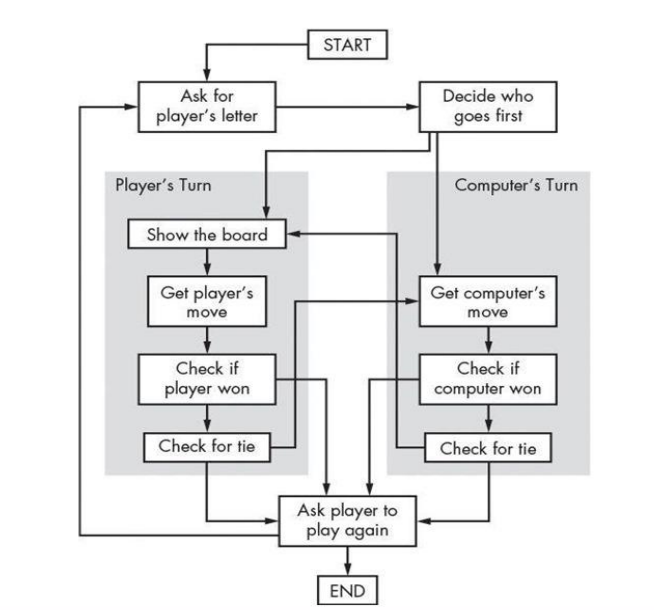 START
Ask for
player's letter
Decide who
goes first
Player's Turn
Computer's Turn
Show the board
Get player's
move
Get computer's
move
Check if
player won
Check if
computer won
Check for tie
Check for tie
Ask player to
play again
END